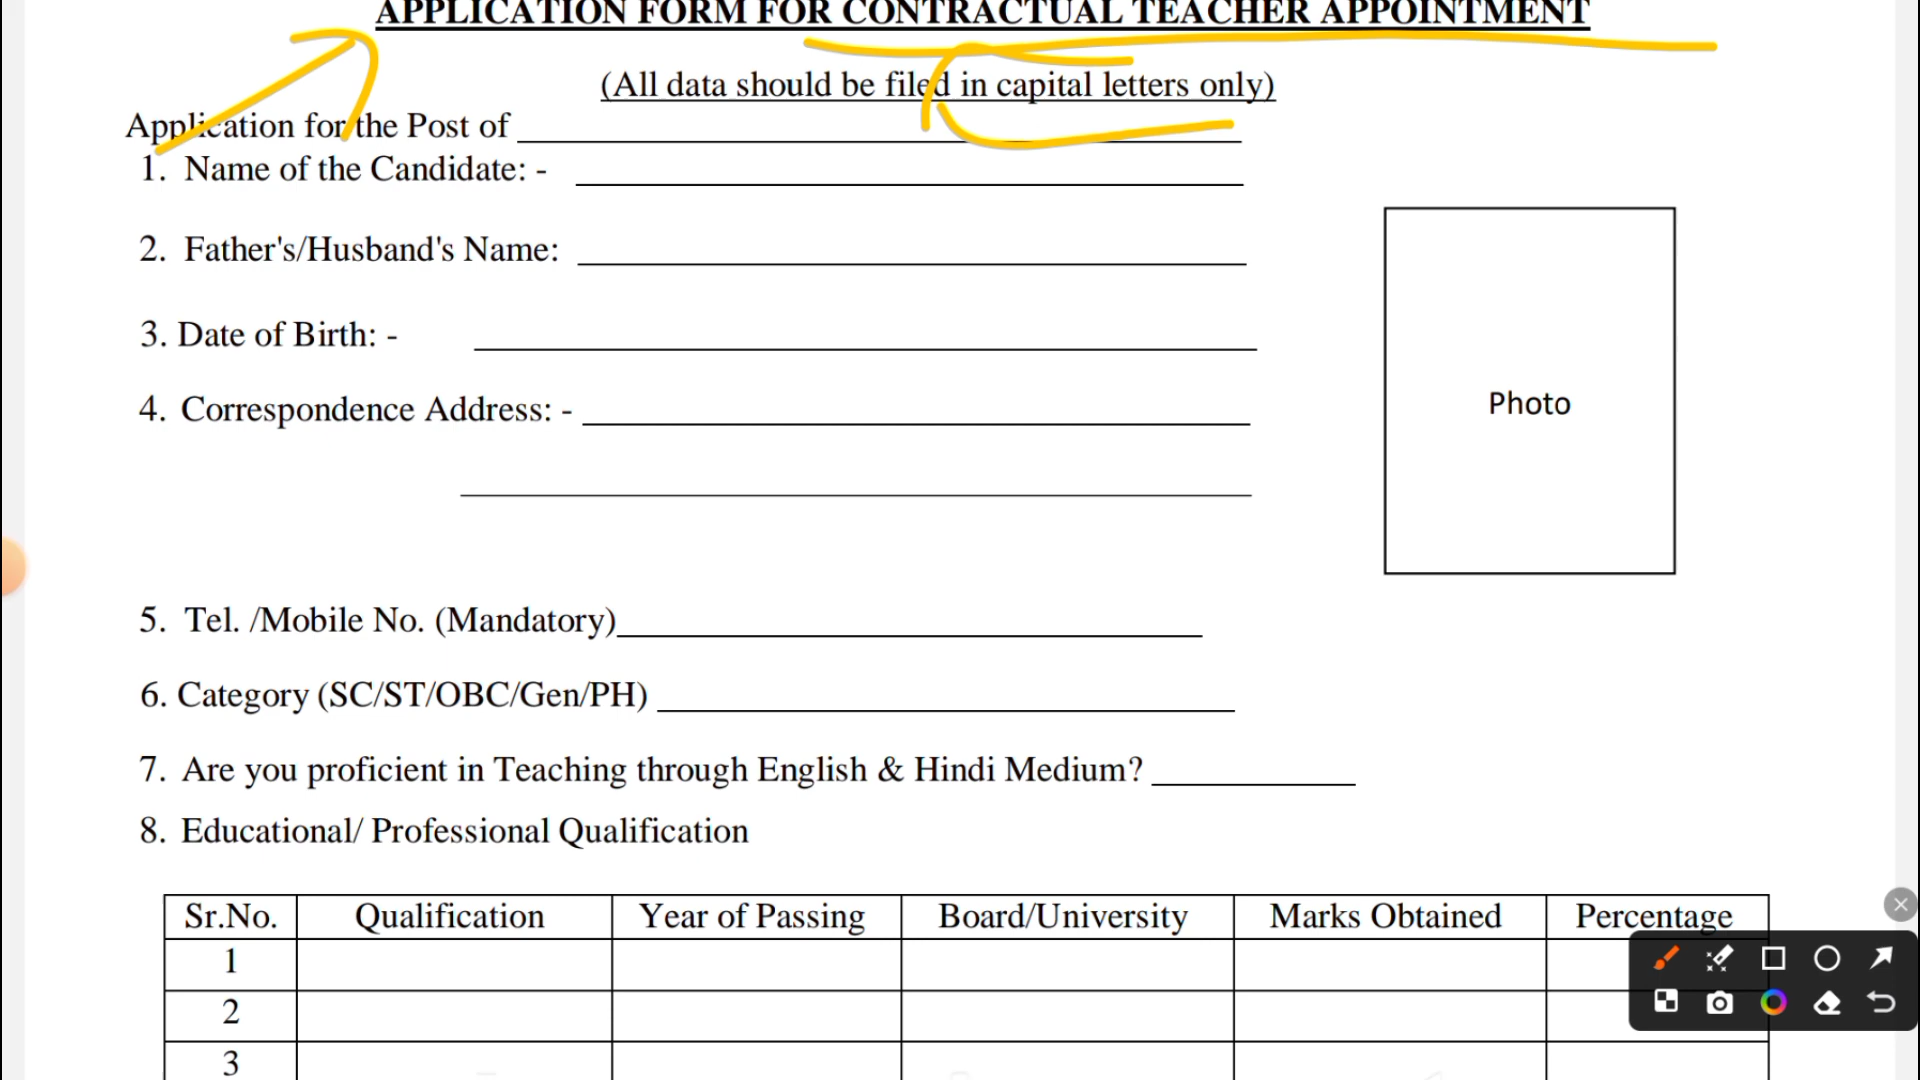 APPLICATION FORM FOR CONTRACTUAL TEACHER APPOINTMENT
(All data should be filed in capital letters only)
Application for the Post of
1. Name of the Candidate: -
2. Father's/Husband's Name:
3. Date of Birth: -
4. Correspondence Address: -
Photo
5. Tel. /Mobile No. (Mandatory)
6. Category (SC/ST/OBC/Gen/PH)
7. Are you proficient in Teaching through English & Hindi Medium?
8. Educational/ Professional Qualification
Sr.No. Qualification Year of Passing Board/University Marks Obtained Percentage
1
2
3